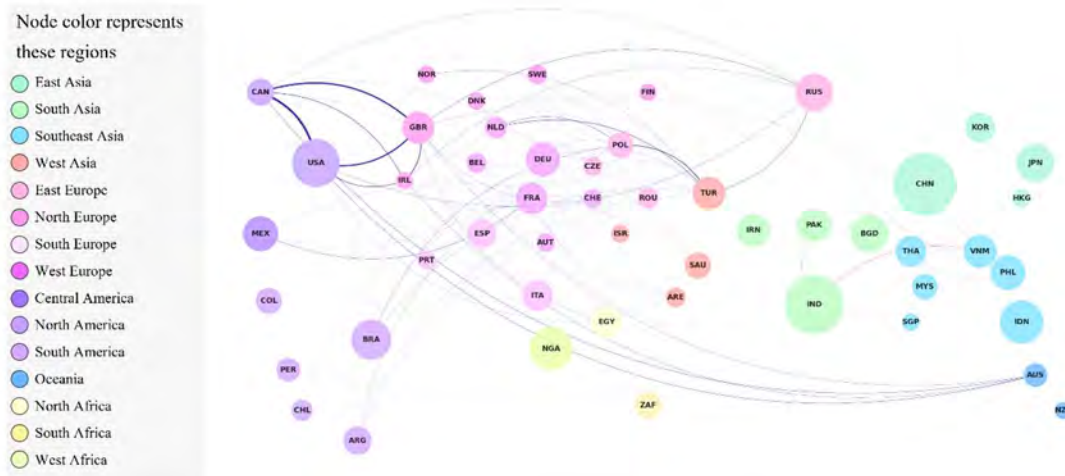 Node color represents
these regions
East Asia
South Asia
Southeast Asia
West Asia
East Europe
North Europe
South Europe
West Europe
Central America
North America
South America
Oceania
North Africa
South Africa
West Africa
CAN
NOR
SWE
DNK
FIN
RUS
GBR
NLD
KOR
POL
USA
BEL
DEU
CZE
JPN
IRL
CHN
TUR
FRA
CHE
ROU
HKG
MEX
ESP
AUT
ISR
IRN
PAK
BGD
PRT
THA
VNM
SAU
PHL
COL
ITA
ARE
MYS
IND
BRA
EGY
SGP
IDN
NGA
PER
AUS
CHL
ZAF
NZ
ARG